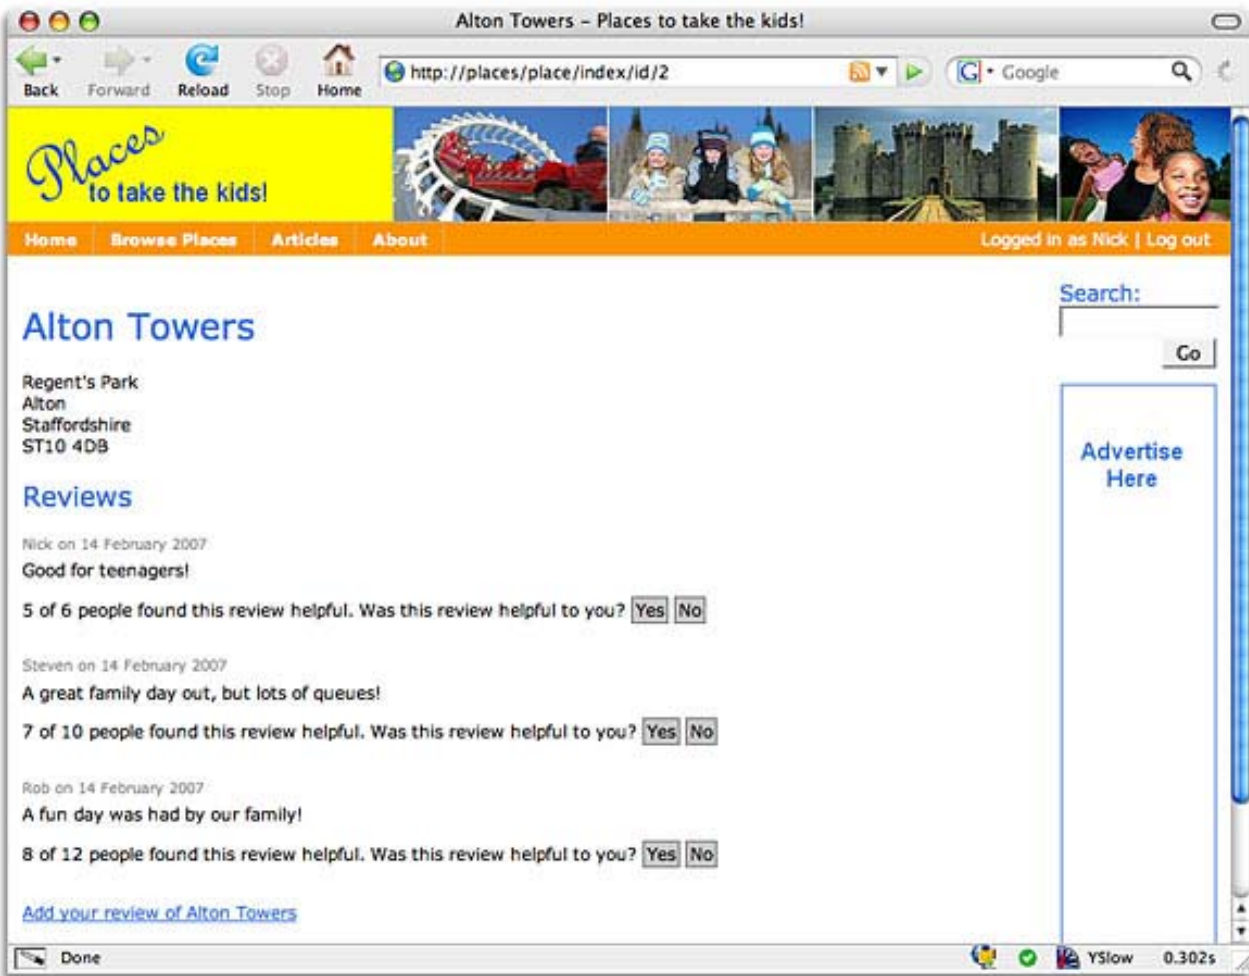 Alton Towers – Places to take the kids!
Back Forward Reload Stop Home
http://places/place/index/id/2
G Google
Places
to take the kids!
Home Browse Places Articles About
Logged in as Nick | Log out
Search:
Go
Alton Towers
Regent's Park
Alton
Staffordshire
ST10 4DB
Advertise
Here
Reviews
Nick on 14 February 2007
Good for teenagers!
5 of 6 people found this review helpful. Was this review helpful to you? Yes No
Steven on 14 February 2007
A great family day out, but lots of queues!
7 of 10 people found this review helpful. Was this review helpful to you? Yes No
Rob on 14 February 2007
A fun day was had by our family!
8 of 12 people found this review helpful. Was this review helpful to you? Yes No
Add your review of Alton Towers
Done YSlow 0.302s